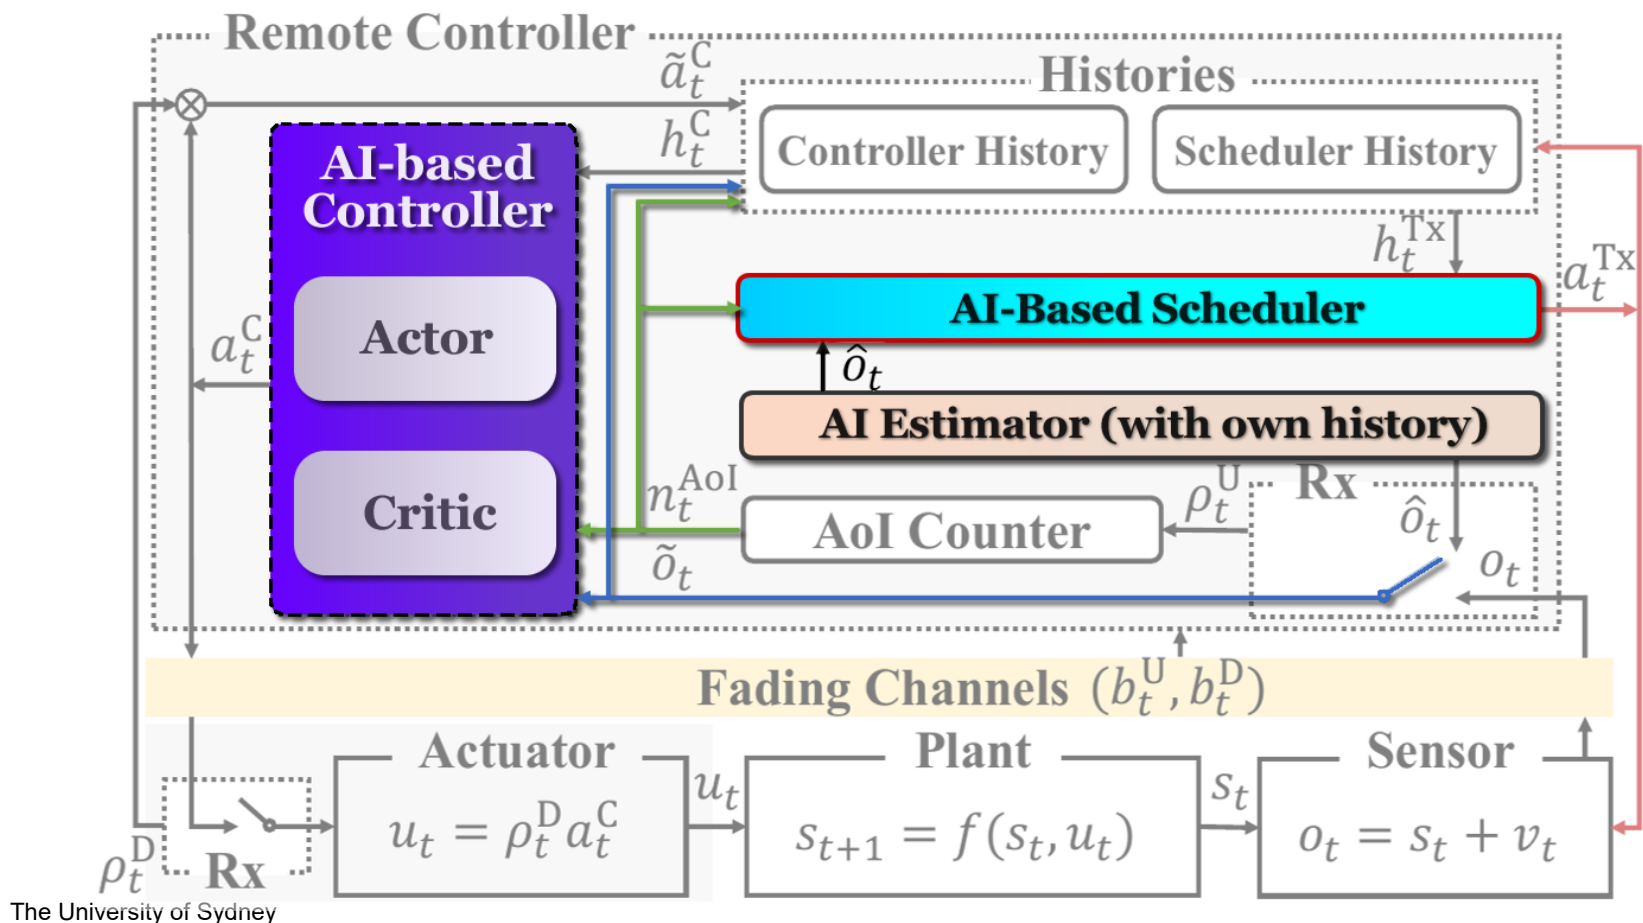 Remote Controller
ã_t^C
Histories
h_t^C
Controller History
Scheduler History
AI-based
Controller
h_t^Tx
a_t^Tx
AI-Based Scheduler
Actor
a_t^C
ô_t
AI Estimator (with own history)
Critic
n_t^AoI
AoI Counter
ρ_t^U
Rx
ô_t
o_t
õ_t
Fading Channels (b_t^U, b_t^D)
Actuator
u_t = ρ_t^D a_t^C
u_t
Plant
s_{t+1} = f(s_t, u_t)
s_t
Sensor
o_t = s_t + v_t
ρ_t^D
Rx
The University of Sydney